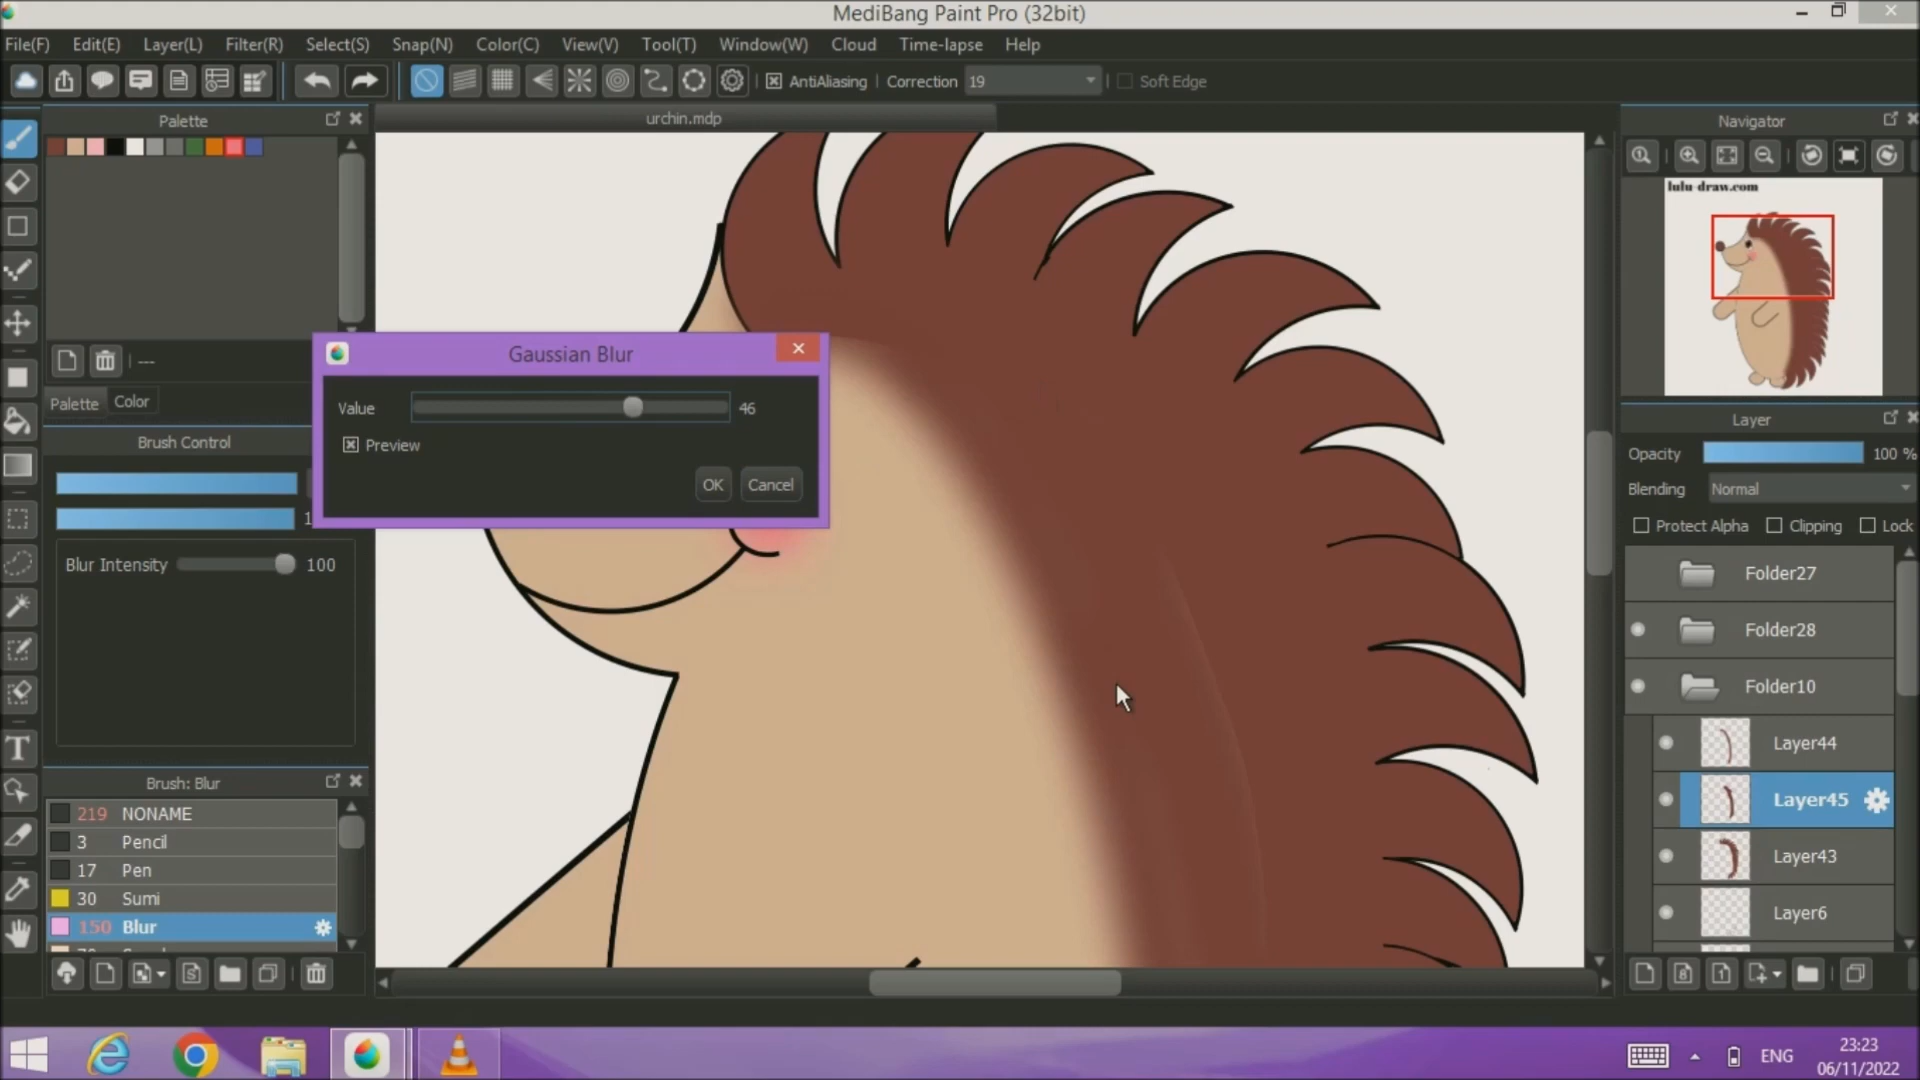 MediBang Paint Pro (32bit)
File(F) Edit(E) Layer(L) Filter(R) Select(S) Snap(N) Color(C) View(V) Tool(T) Window(W) Cloud Time-lapse Help
AntiAliasing Correction 19 Soft Edge
Palette
urchin.mdp
Navigator
lulu-draw.com
---
Palette Color
Brush Control
Blur Intensity 100
Gaussian Blur
Value 46
Preview
OK Cancel
Brush: Blur
219 NONAME
3 Pencil
17 Pen
30 Sumi
150 Blur
Layer
Opacity 100 %
Blending Normal
Protect Alpha Clipping Lock
Folder27
Folder28
Folder10
Layer44
Layer45
Layer43
Layer6
ENG
23:23
06/11/2022